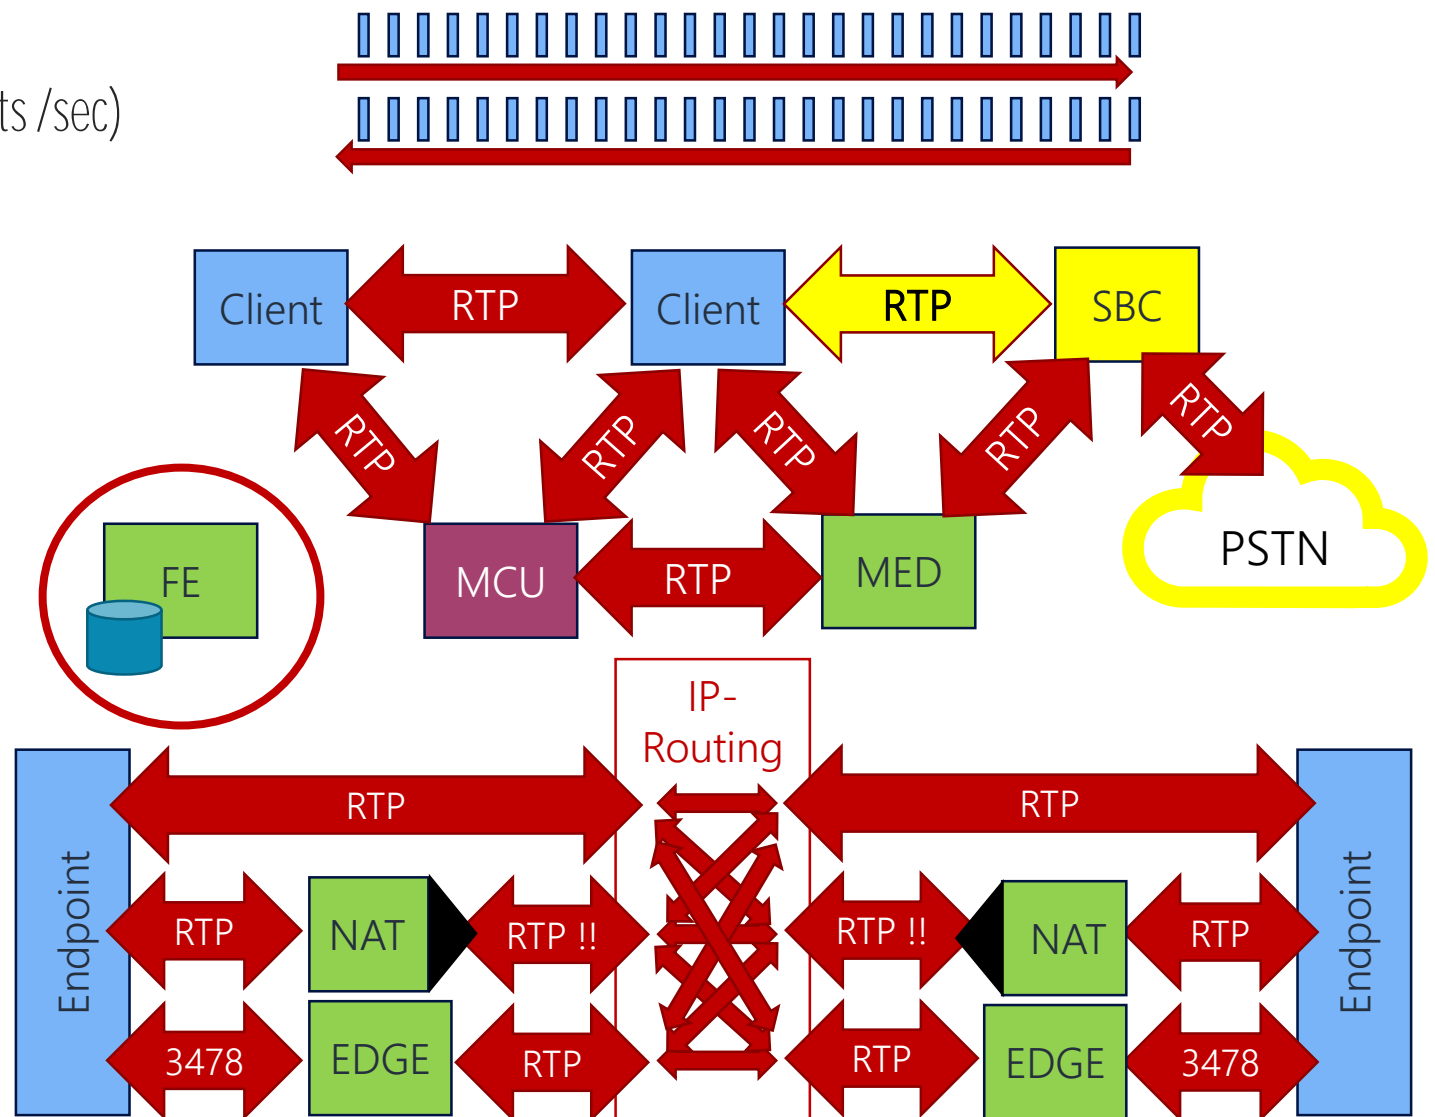 ts /sec)
Client
RTP
Client
RTP
SBC
RTP
RTP
RTP
RTP
RTP
FE
MCU
RTP
MED
PSTN
IP-
Routing
RTP
RTP
Endpoint
RTP
NAT
RTP !!
RTP !!
NAT
RTP
Endpoint
3478
EDGE
RTP
RTP
EDGE
3478